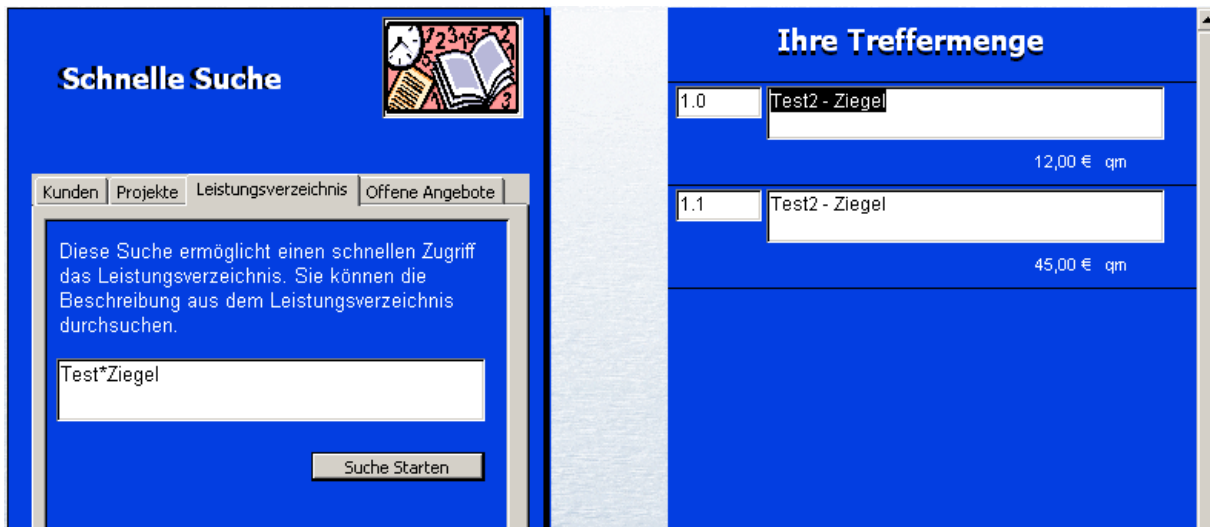 Schnelle Suche
Kunden Projekte Leistungsverzeichnis Offene Angebote
Diese Suche ermöglicht einen schnellen Zugriff
das Leistungsverzeichnis. Sie können die
Beschreibung aus dem Leistungsverzeichnis
durchsuchen.
Test*Ziegel
Suche Starten
Ihre Treffermenge
1.0 Test2 - Ziegel
12,00 € qm
1.1 Test2 - Ziegel
45,00 € qm